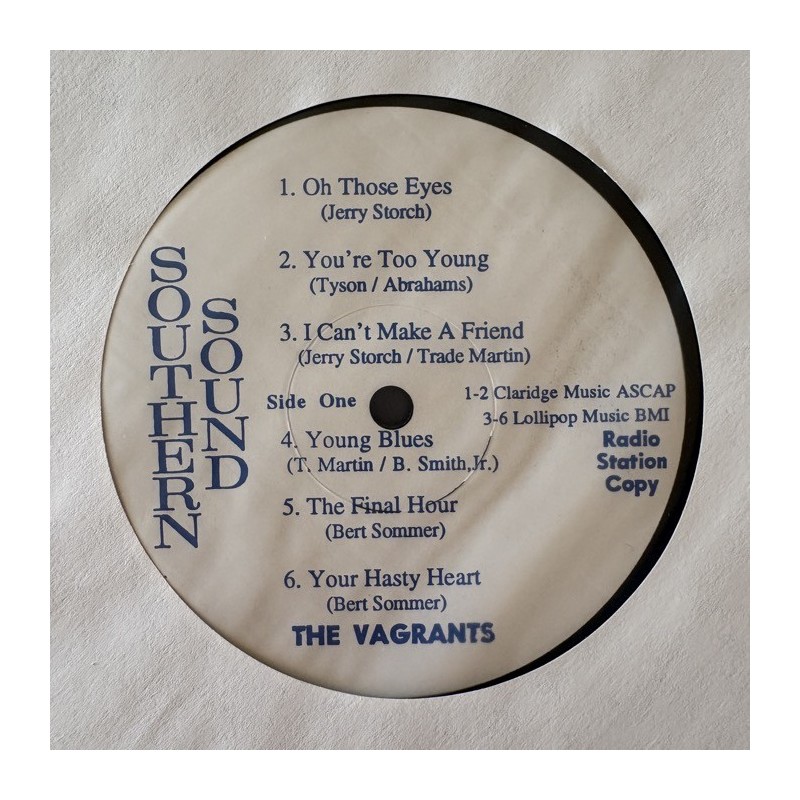 SOUTHERN
SOUND
1. Oh Those Eyes
(Jerry Storch)
2. You're Too Young
(Tyson / Abrahams)
3. I Can't Make A Friend
(Jerry Storch / Trade Martin)
Side One
1-2 Claridge Music ASCAP
3-6 Lollipop Music BMI
Radio
Station
Copy
4. Young Blues
(T. Martin / B. Smith,Jr.)
5. The Final Hour
(Bert Sommer)
6. Your Hasty Heart
(Bert Sommer)
THE VAGRANTS